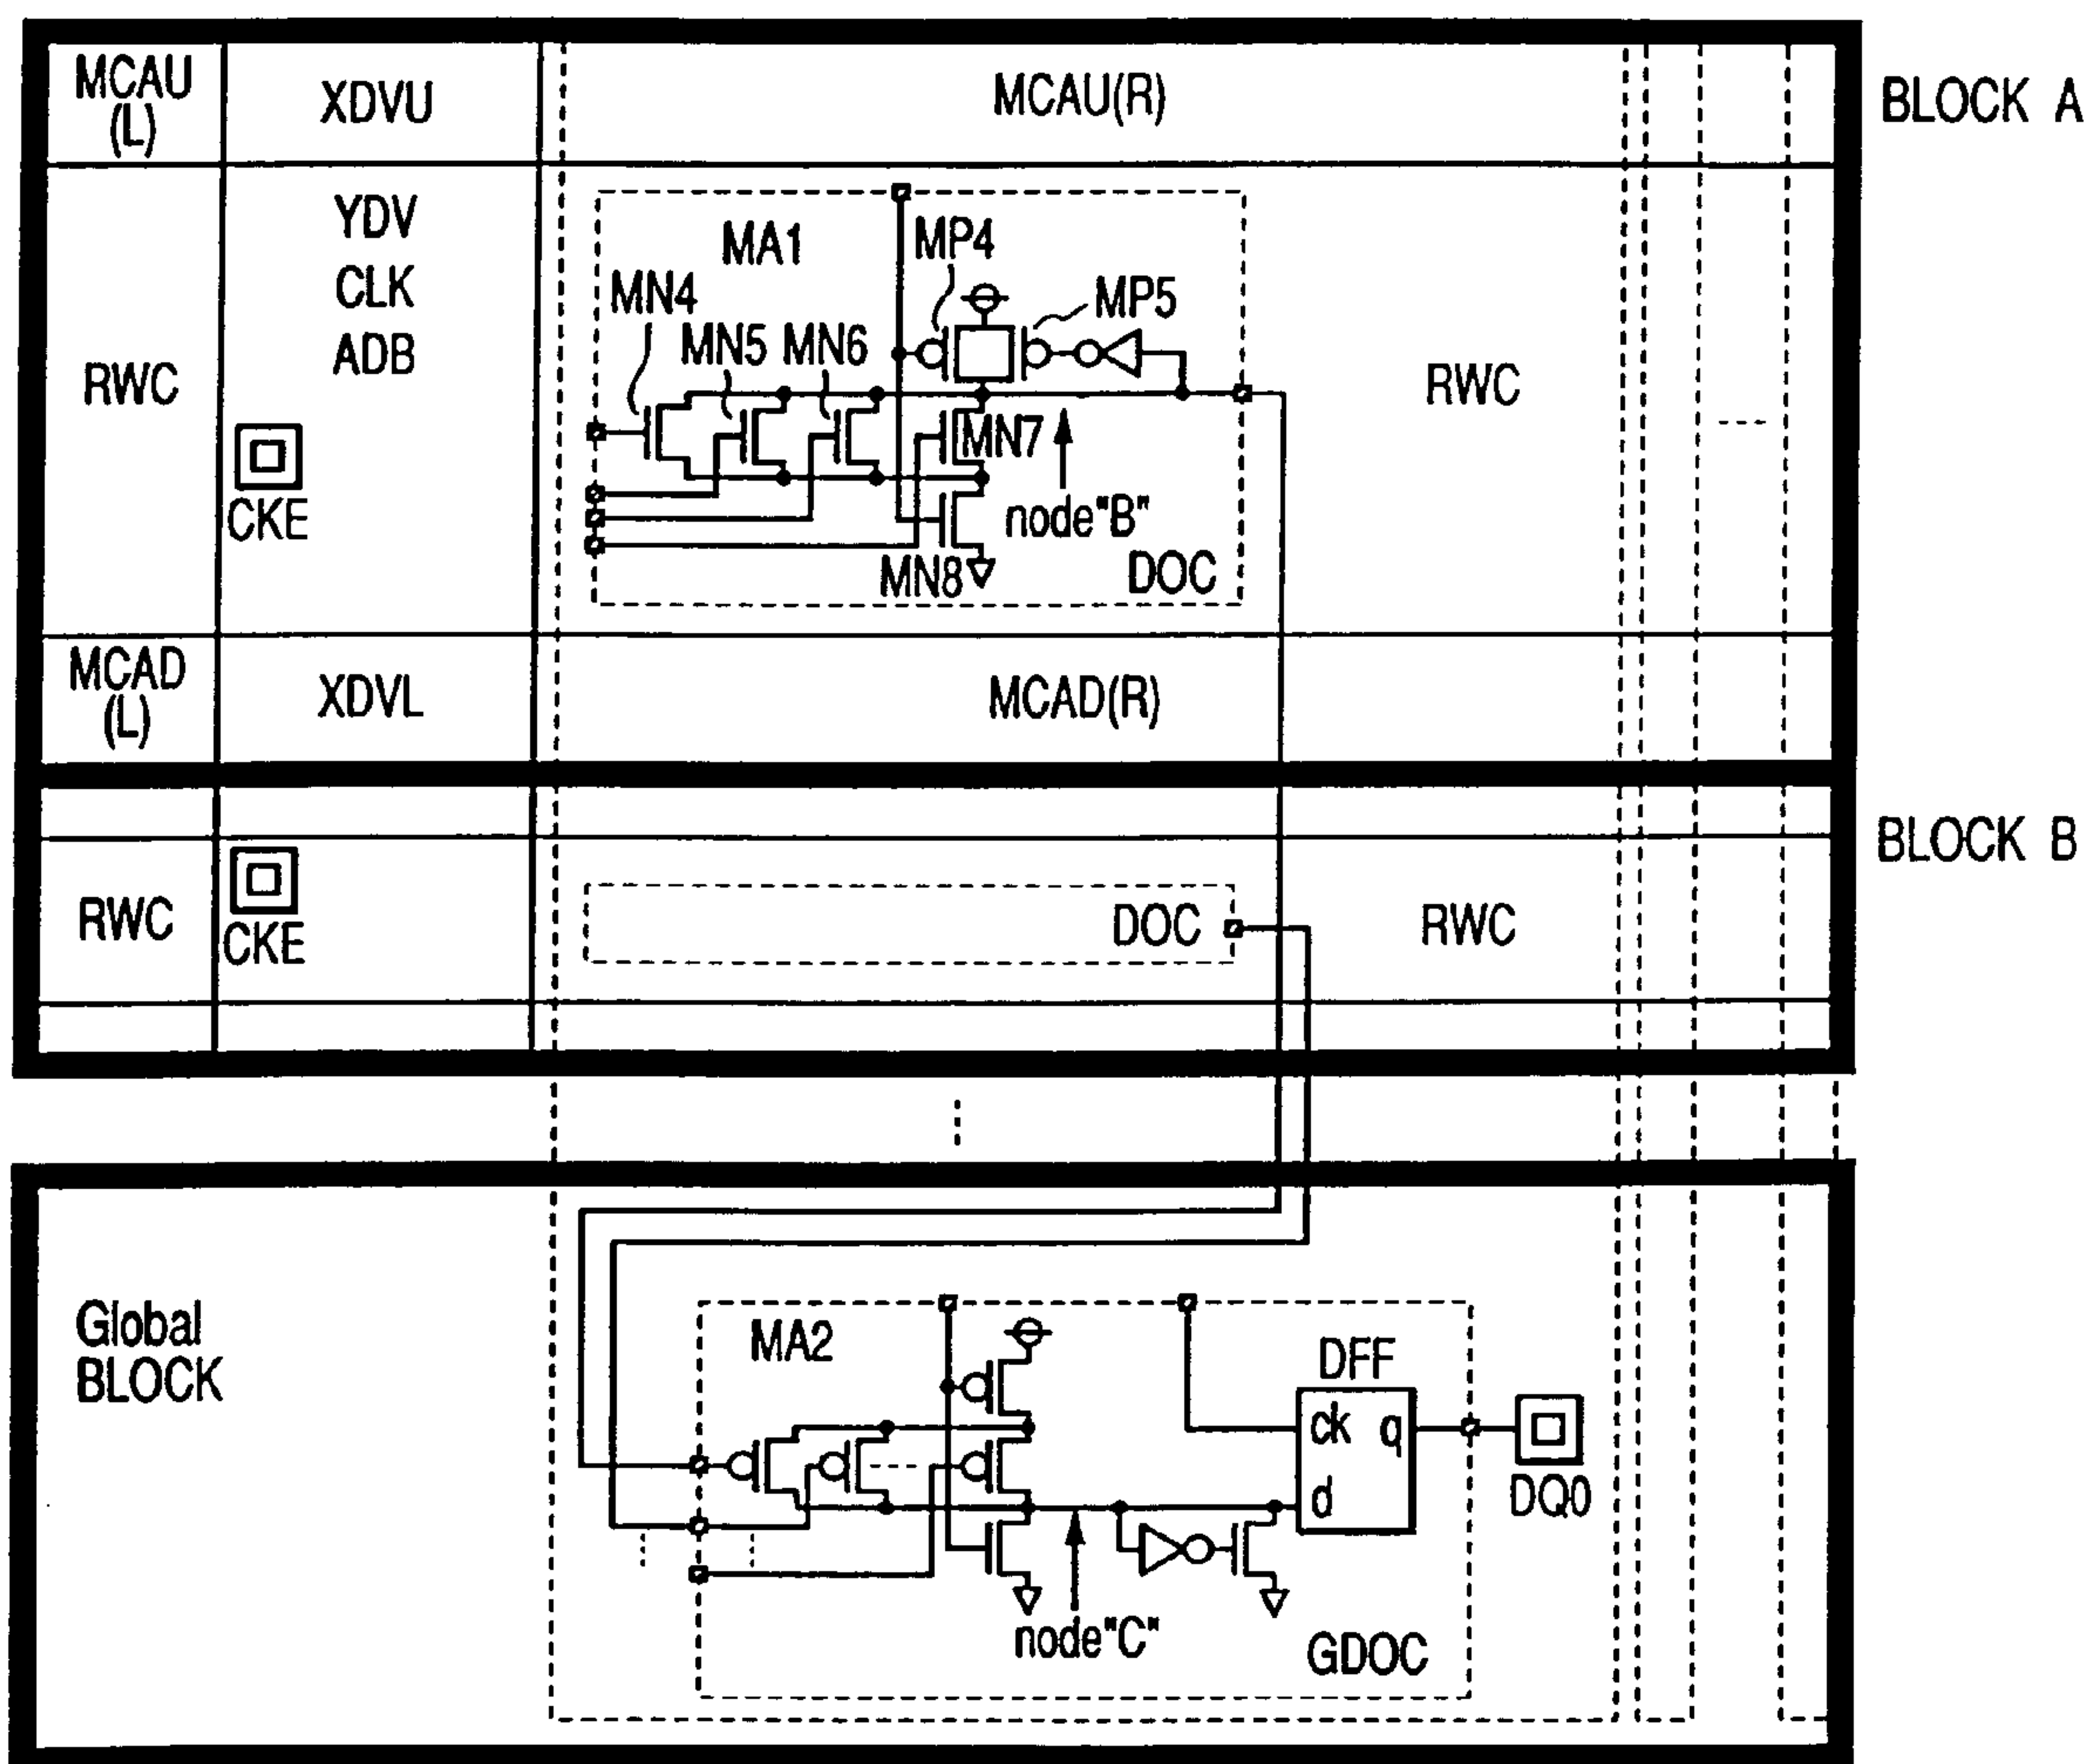 MCAU
(L)
XDVU
MCAU(R)
BLOCK A
YDV
CLK
ADB
RWC
CKE
MA1
MP4
MN4
MP5
MN5
MN6
MN7
node"B"
MN8
DOC
RWC
MCAD
(L)
XDVL
MCAD(R)
BLOCK B
RWC
CKE
DOC
RWC
Global
BLOCK
MA2
DFF
ck q
d
DQ0
node"C"
GDOC